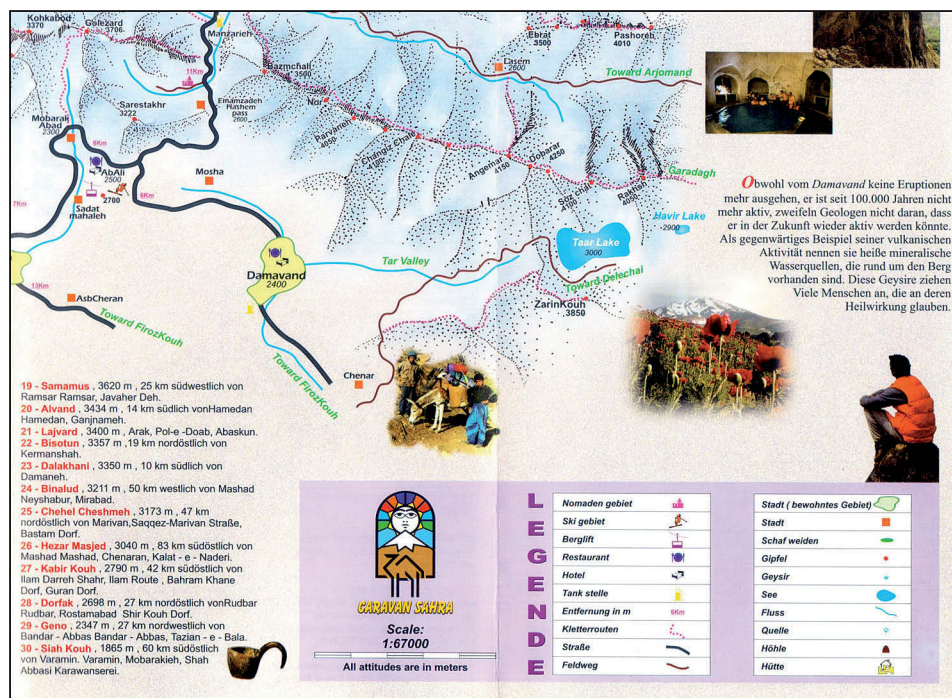 Kohkabod
3370
Golezard
3706
Manzarieh
11Km
Bazmchall
3500
Ebrat
3500
Pashoreh
4010
Lasem
2600
Toward Arjomand
Sarestakhr
3222
Emamzadeh
Hashem
pass
2600
Nor
Parvaneh
4050
Mobarak
Abad
2300
6Km
AbAli
2500
2700
6Km
7Km
Sadat
mahaleh
Mosha
Angemar
4150
Doparar
4250
Garadagh
Soz
4150
Ratfish
4050
Havir Lake
2900
Taar Lake
3000
Damavand
2400
Tar Valley
Toward Delechai
ZarinKouh
3850
13Km
AsbCheran
Toward FirozKouh
Toward FirozKouh
Chenar
Obwohl vom Damavand keine Eruptionen
mehr ausgehen, er ist seit 100.000 Jahren nicht
mehr aktiv, zweifeln Geologen nicht daran, dass
er in der Zukunft wieder aktiv werden könnte.
Als gegenwärtiges Beispiel seiner vulkanischen
Aktivität nennen sie heiße mineralische
Wasserquellen, die rund um den Berg
vorhanden sind. Diese Geysire ziehen
Viele Menschen an, die an deren
Heilwirkung glauben.
19 - Samamus , 3620 m , 25 km südwestlich von
Ramsar Ramsar, Javaher Deh.
20 - Alvand , 3434 m , 14 km südlich vonHamedan
Hamedan, Ganjnameh.
21 - Lajvard , 3400 m , Arak, Pol-e -Doab, Abaskun.
22 - Bisotun , 3357 m ,19 km nordöstlich von
Kermanshah.
23 - Dalakhani , 3350 m , 10 km südlich von
Damaneh.
24 - Binalud , 3211 m , 50 km westlich von Mashad
Neyshabur, Mirabad.
25 - Chehel Cheshmeh , 3173 m , 47 km
nordöstlich von Marivan,Saqqez-Marivan Straße,
Bastam Dorf.
26 - Hezar Masjed , 3040 m , 83 km südöstlich von
Mashad Mashad, Chenaran, Kalat - e - Naderi.
27 - Kabir Kouh , 2790 m , 42 km südöstlich von
Ilam Darreh Shahr, Ilam Route , Bahram Khane
Dorf, Guran Dorf.
28 - Dorfak , 2698 m , 27 km nordöstlich vonRudbar
Rudbar, Rostamabad Shir Kouh Dorf.
29 - Geno , 2347 m , 27 km nordwestlich von
Bandar - Abbas Bandar - Abbas, Tazian - e - Bala.
30 - Siah Kouh , 1865 m , 60 km südöstlich
von Varamin. Varamin, Mobarakieh, Shah
Abbasi Karawanserei.
CARAVAN SAHRA
Scale:
1:67000
All attitudes are in meters
LEGENDE
Nomaden gebiet
Ski gebiet
Berglift
Restaurant
Hotel
Tank stelle
Entfernung in m 6Km
Kletterrouten
Straße
Feldweg
Stadt ( bewohntes Gebiet)
Stadt
Schaf weiden
Gipfel
Geysir
See
Fluss
Quelle
Höhle
Hütte